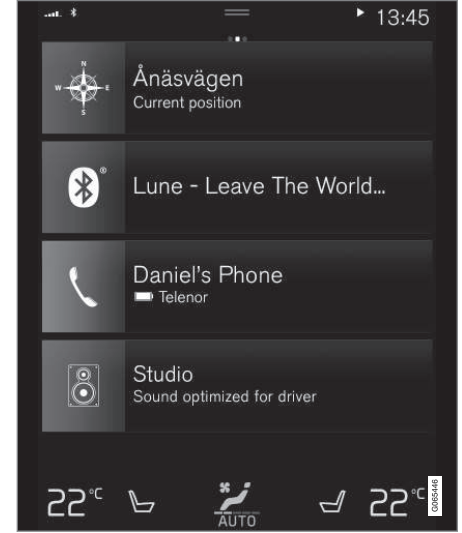 13:45
N
W E
S
Ånäsvägen
Current position
®
Lune - Leave The World...
Daniel's Phone
Telenor
Studio
Sound optimized for driver
22°C
AUTO
22°C
G065446